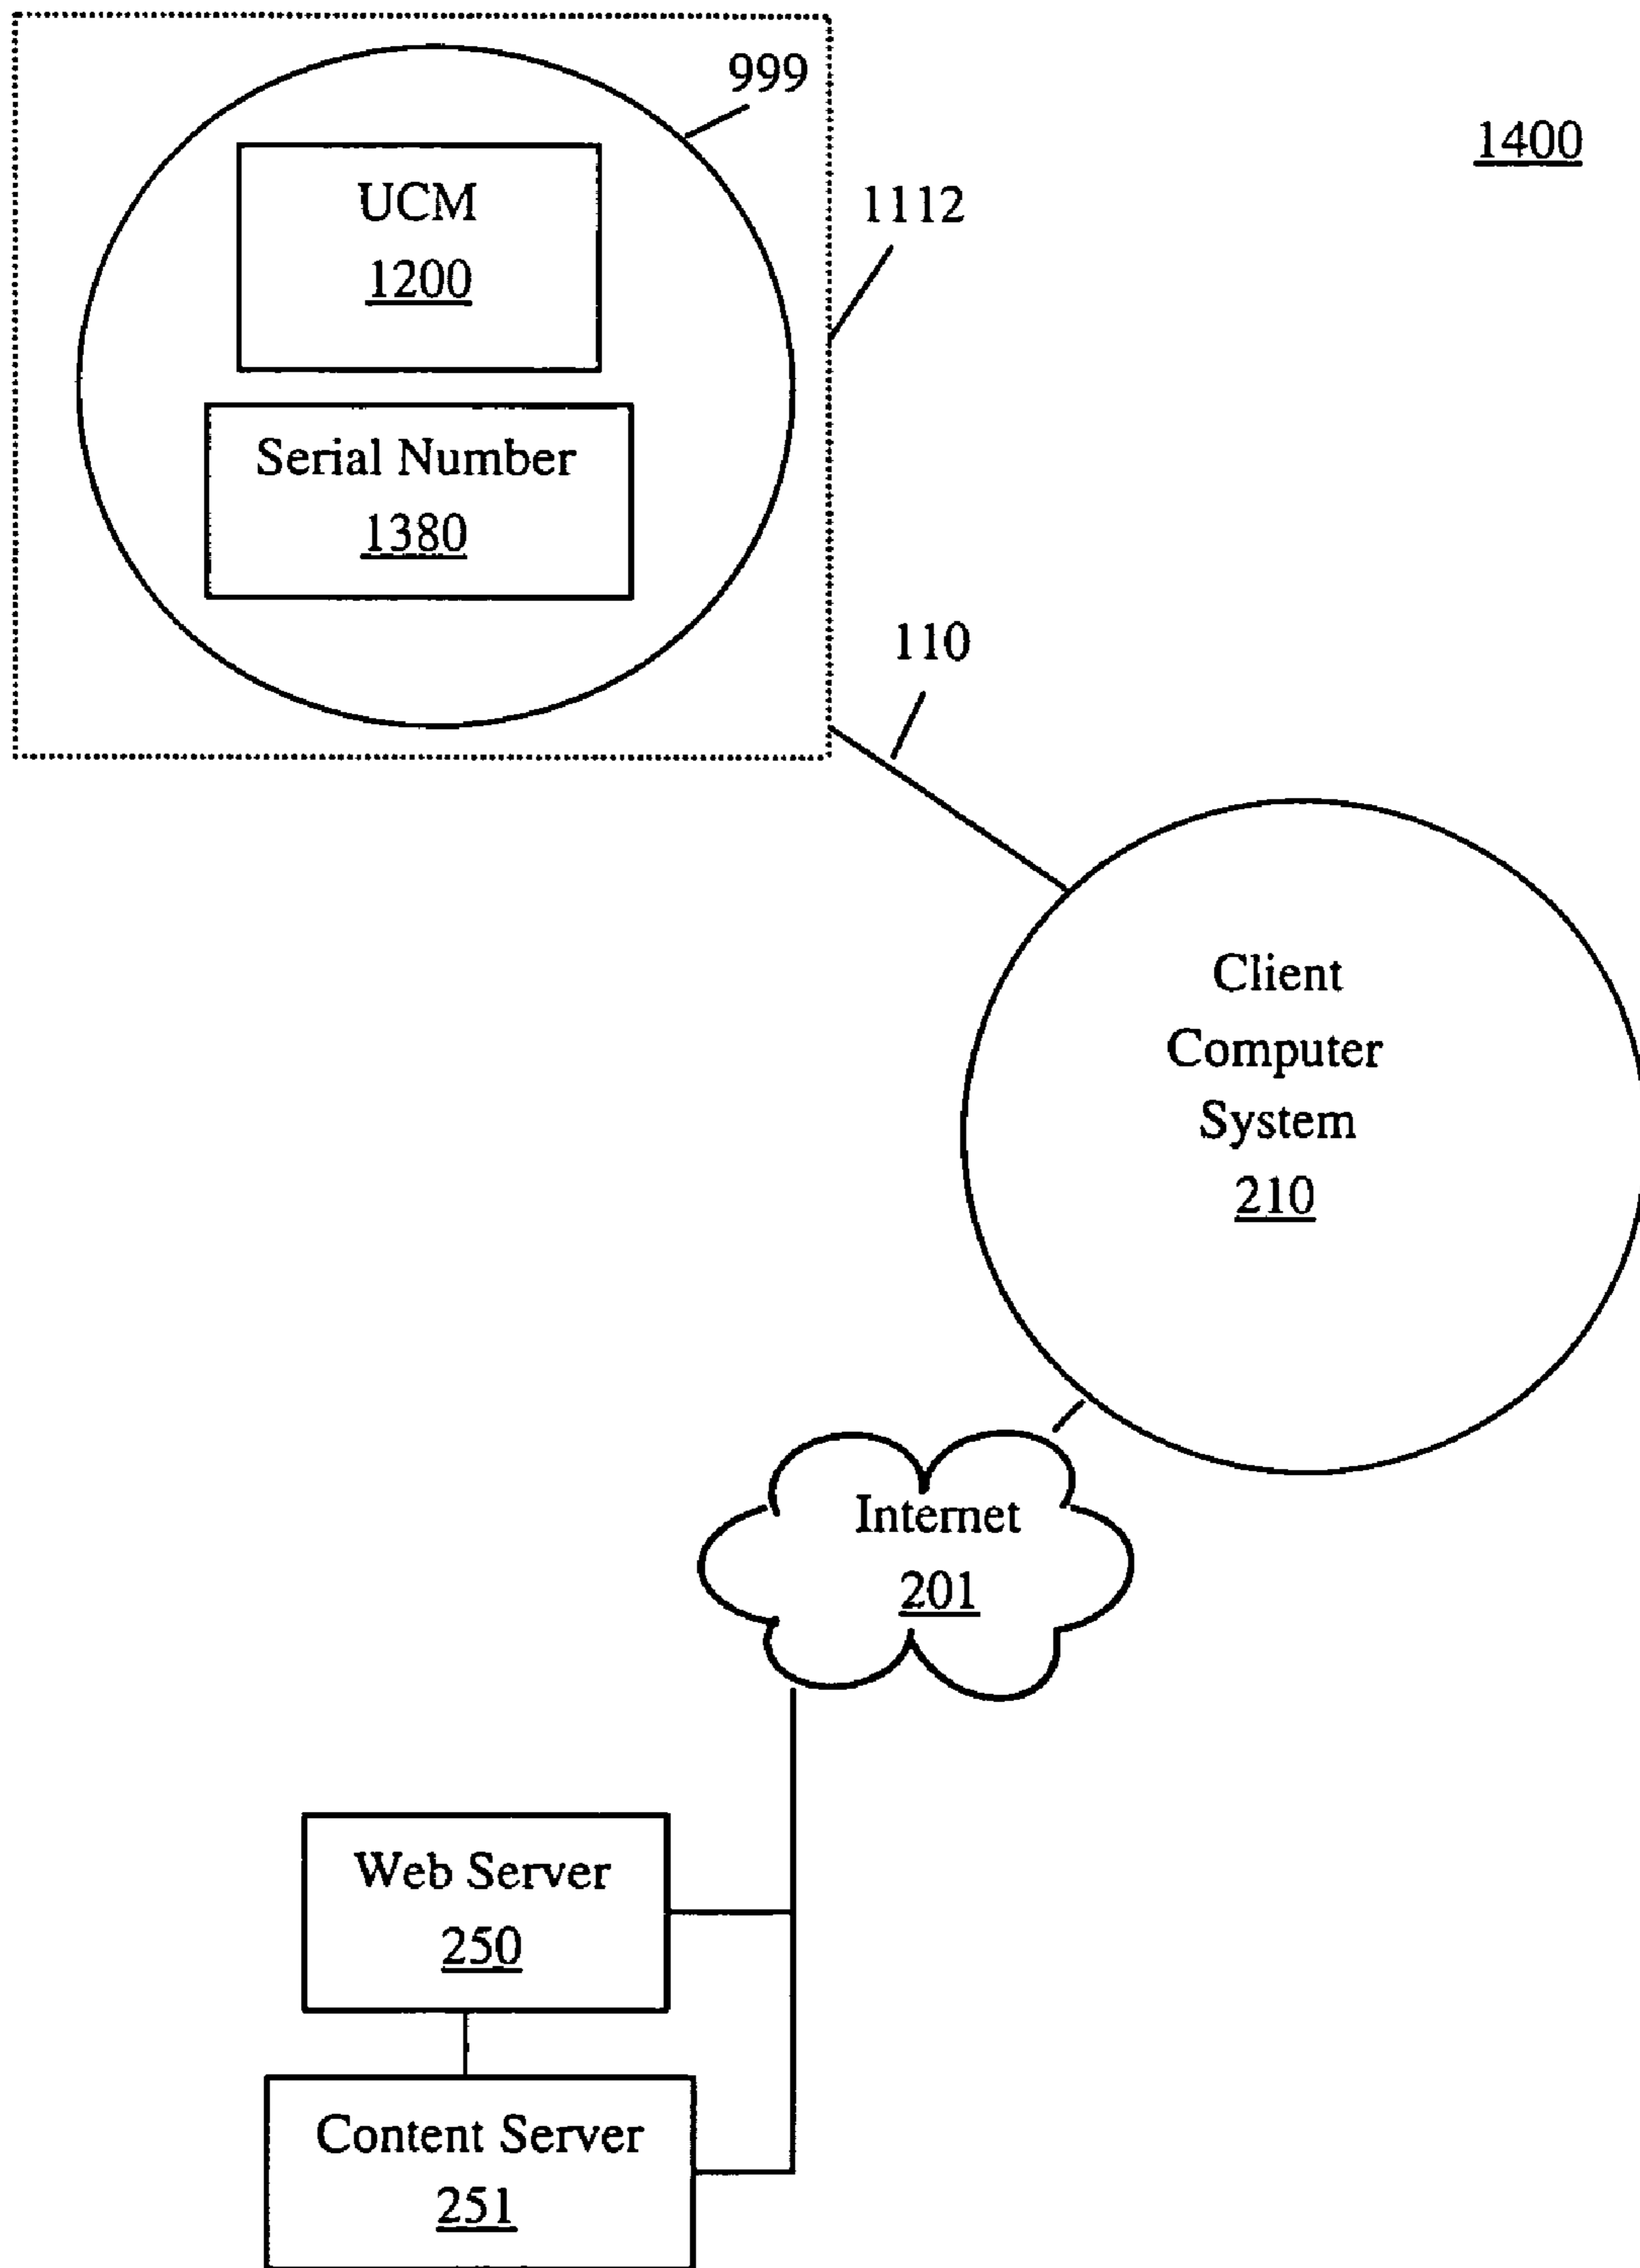 999
1400
UCM
1200
1112
Serial Number
1380
110
Client
Computer
System
210
Internet
201
Web Server
250
Content Server
251